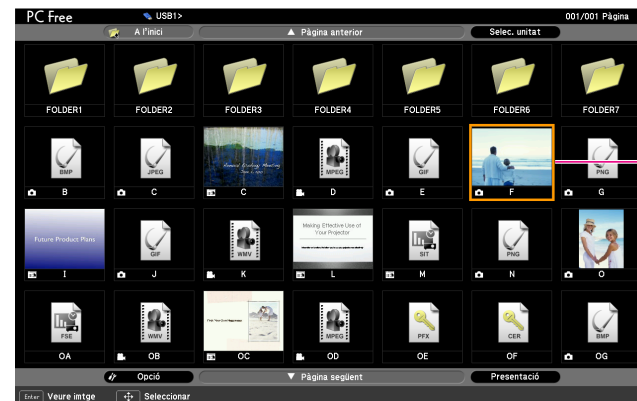 PC Free USB1> 001/001 Pàgina
A l'inici Pàgina anterior Selec. unitat
FOLDER1 FOLDER2 FOLDER3 FOLDER4 FOLDER5 FOLDER6 FOLDER7
BMP JPEG MPEG GIF PNG
B C C D E F G
Future Product Plans GIF WMV Making Effective Use of
Your Projector SIT PNG
I J K L M N O
FSE WMV MPEG PFX CER BMP
OA OB OC OD OE OF OG
Opció Pàgina següent Presentació
Enter Veure imtge Seleccionar